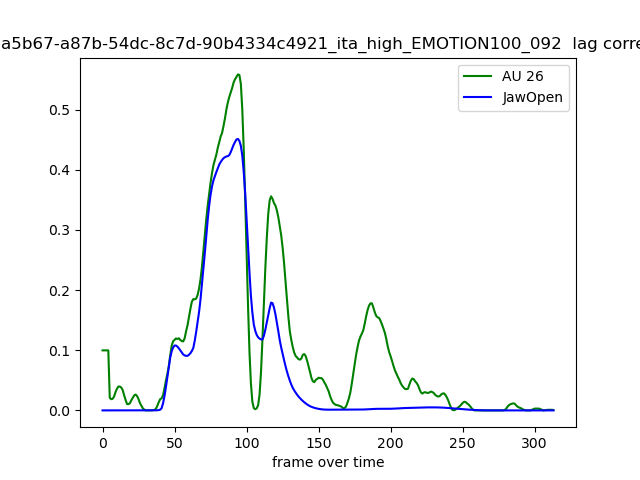 a5b67-a87b-54dc-8c7d-90b4334c4921_ita_high_EMOTION100_092 lag corre
AU 26
JawOpen
0.5
0.4
0.3
0.2
0.1
0.0
0 50 100 150 200 250 300
frame over time